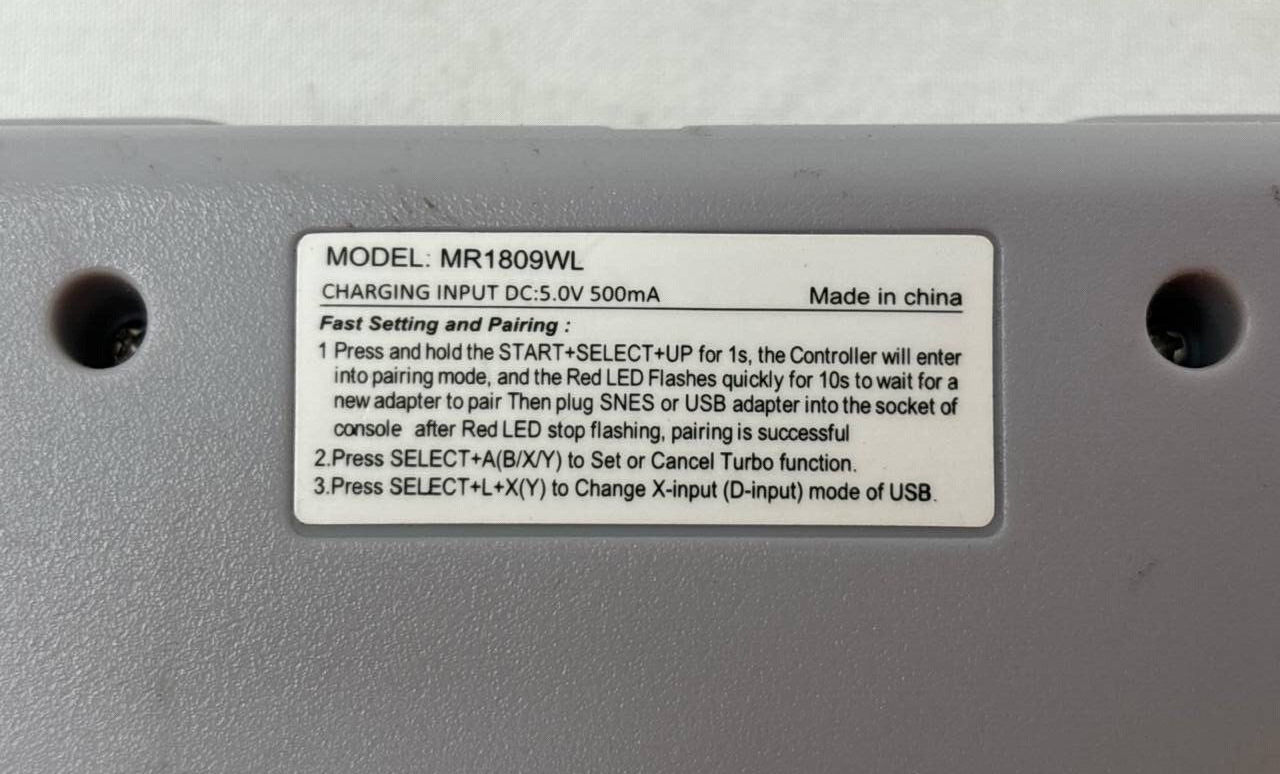 MODEL: MR1809WL
CHARGING INPUT DC:5.0V 500mA Made in china
Fast Setting and Pairing :
1 Press and hold the START+SELECT+UP for 1s, the Controller will enter
into pairing mode, and the Red LED Flashes quickly for 10s to wait for a
new adapter to pair Then plug SNES or USB adapter into the socket of
console after Red LED stop flashing, pairing is successful
2.Press SELECT+A(B/X/Y) to Set or Cancel Turbo function.
3.Press SELECT+L+X(Y) to Change X-input (D-input) mode of USB.